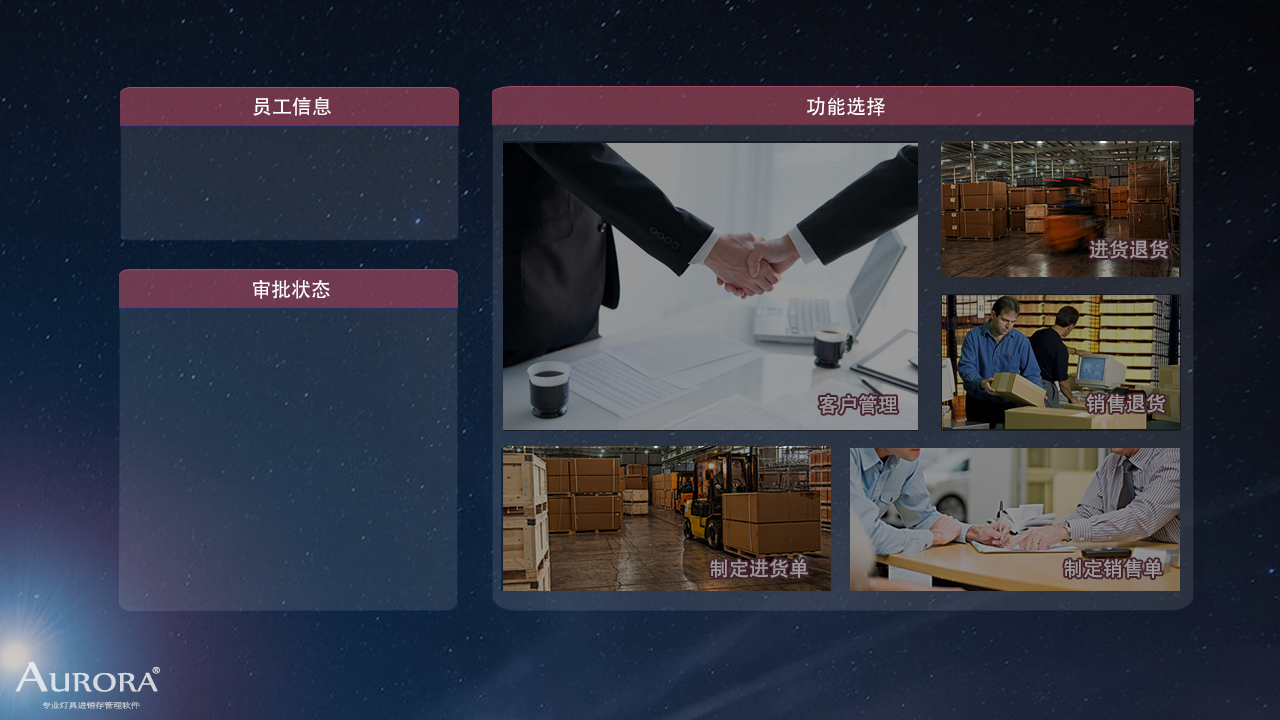 员工信息
功能选择
进货退货
审批状态
客户管理
销售退货
制定进货单
制定销售单
AURORA®
专业灯具进销存管理软件